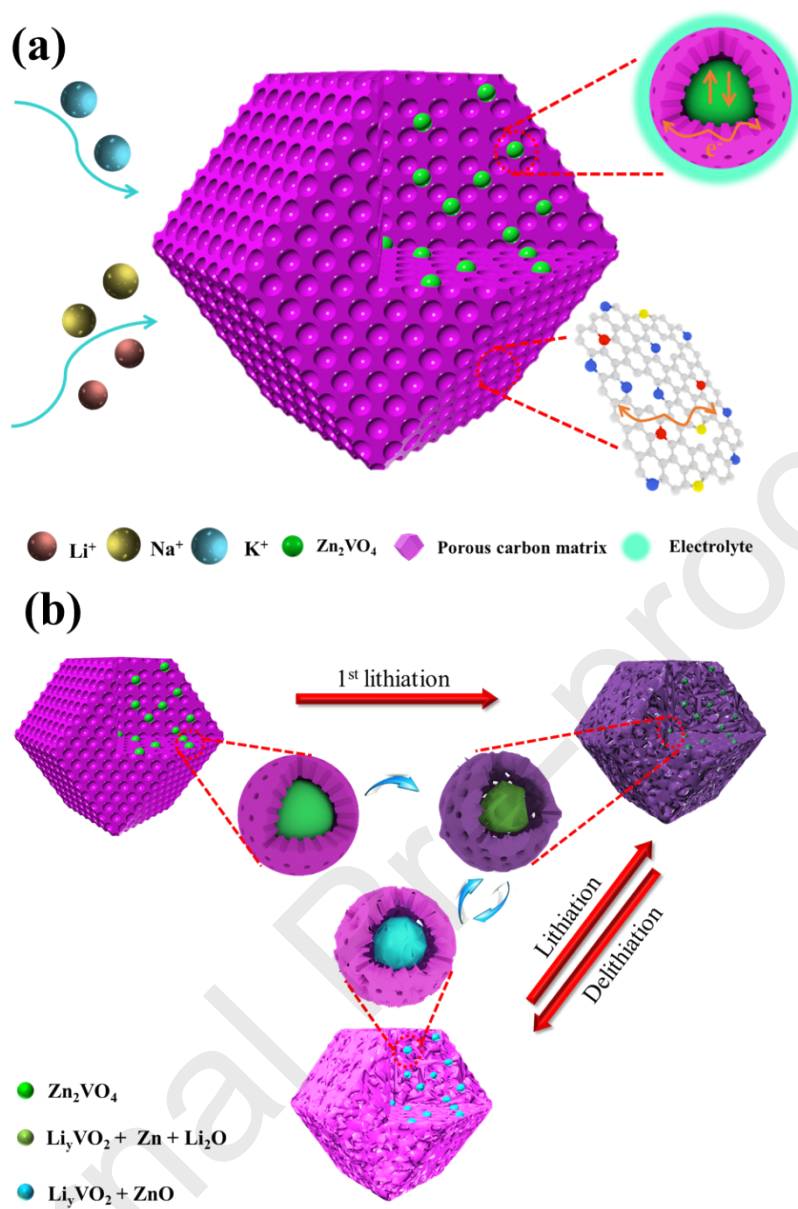 (a)
e⁻
Li⁺ Na⁺ K⁺ Zn₂VO₄ Porous carbon matrix Electrolyte
(b)
1st lithiation
Lithiation
Delithiation
Zn₂VO₄
LiᵧVO₂ + Zn + Li₂O
LiᵧVO₂ + ZnO